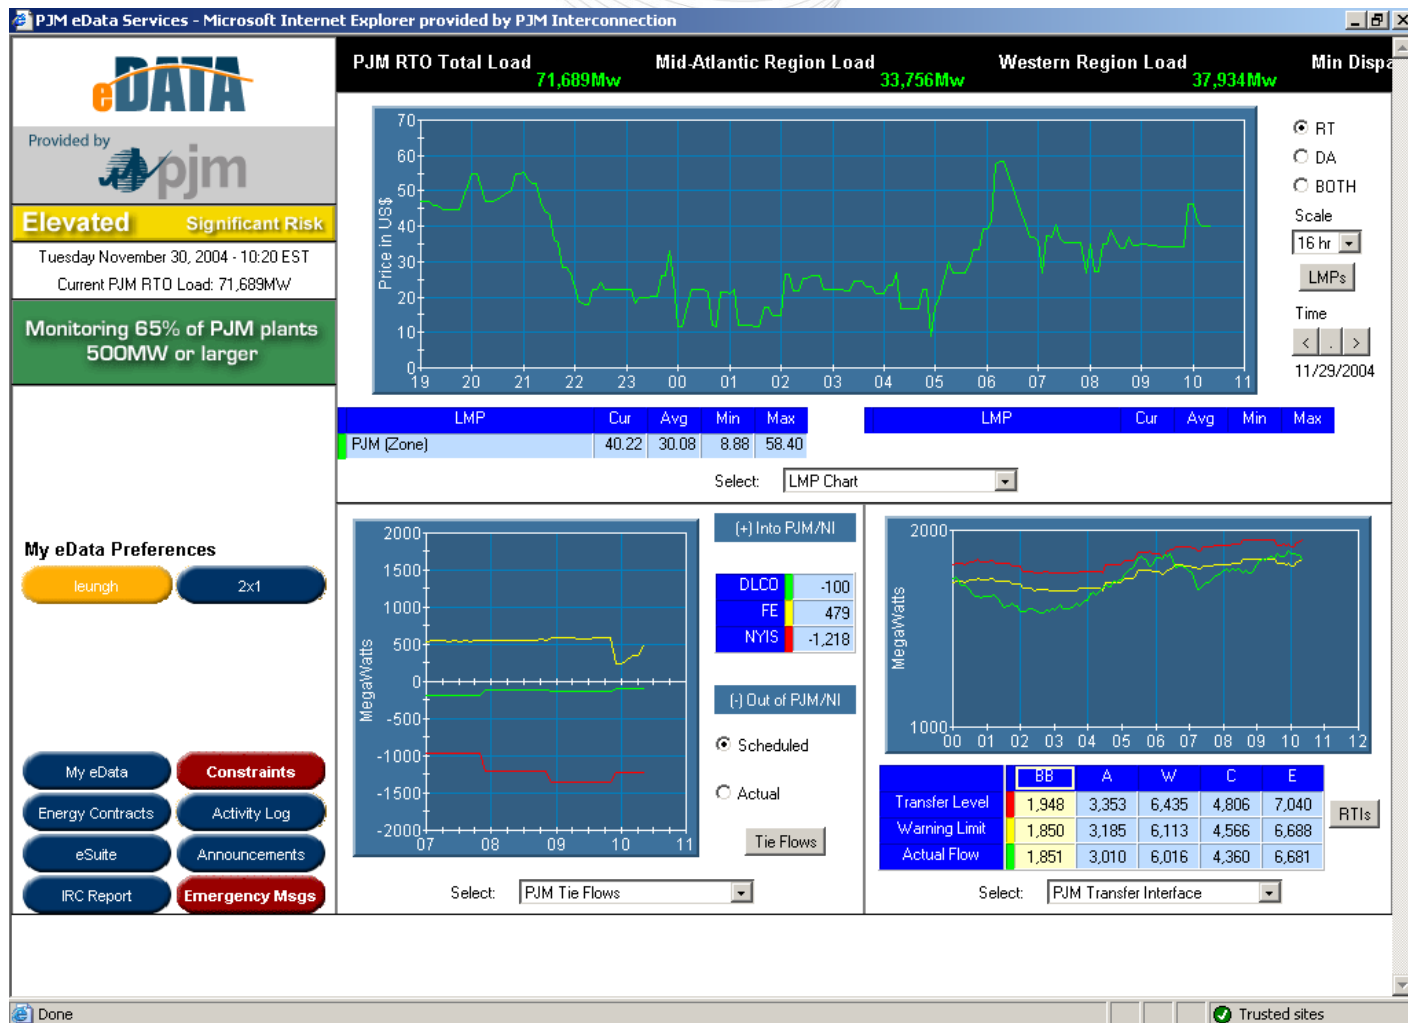 PJM eData Services - Microsoft Internet Explorer provided by PJM Interconnection
eDATA
Provided by
pjm
Elevated Significant Risk
Tuesday November 30, 2004 - 10:20 EST
Current PJM RTO Load: 71,689MW
Monitoring 65% of PJM plants
500MW or larger
My eData Preferences
leungh 2x1
My eData Constraints
Energy Contracts Activity Log
eSuite Announcements
IRC Report Emergency Msgs
PJM RTO Total Load Mid-Atlantic Region Load Western Region Load Min Dispa
71,689Mw 33,756Mw 37,934Mw
Price in US$
70
60
50
40
30
20
10
0
19 20 21 22 23 00 01 02 03 04 05 06 07 08 09 10 11
RT
DA
BOTH
Scale
16 hr
LMPs
Time
< . >
11/29/2004
LMP Cur Avg Min Max LMP Cur Avg Min Max
PJM (Zone) 40.22 30.08 8.88 58.40
Select: LMP Chart
MegaWatts
2000
1500
1000
500
0
-500
-1000
-1500
-2000
07 08 09 10 11
(+) Into PJM/NI
DLCO -100
FE 479
NYIS -1,218
(-) Out of PJM/NI
Scheduled
Actual
Tie Flows
Select: PJM Tie Flows
MegaWatts
2000
1000
00 01 02 03 04 05 06 07 08 09 10 11 12
BB A W C E
Transfer Level 1,948 3,353 6,435 4,806 7,040
Warning Limit 1,850 3,185 6,113 4,566 6,688
Actual Flow 1,851 3,010 6,016 4,360 6,681
RTIs
Select: PJM Transfer Interface
Done Trusted sites